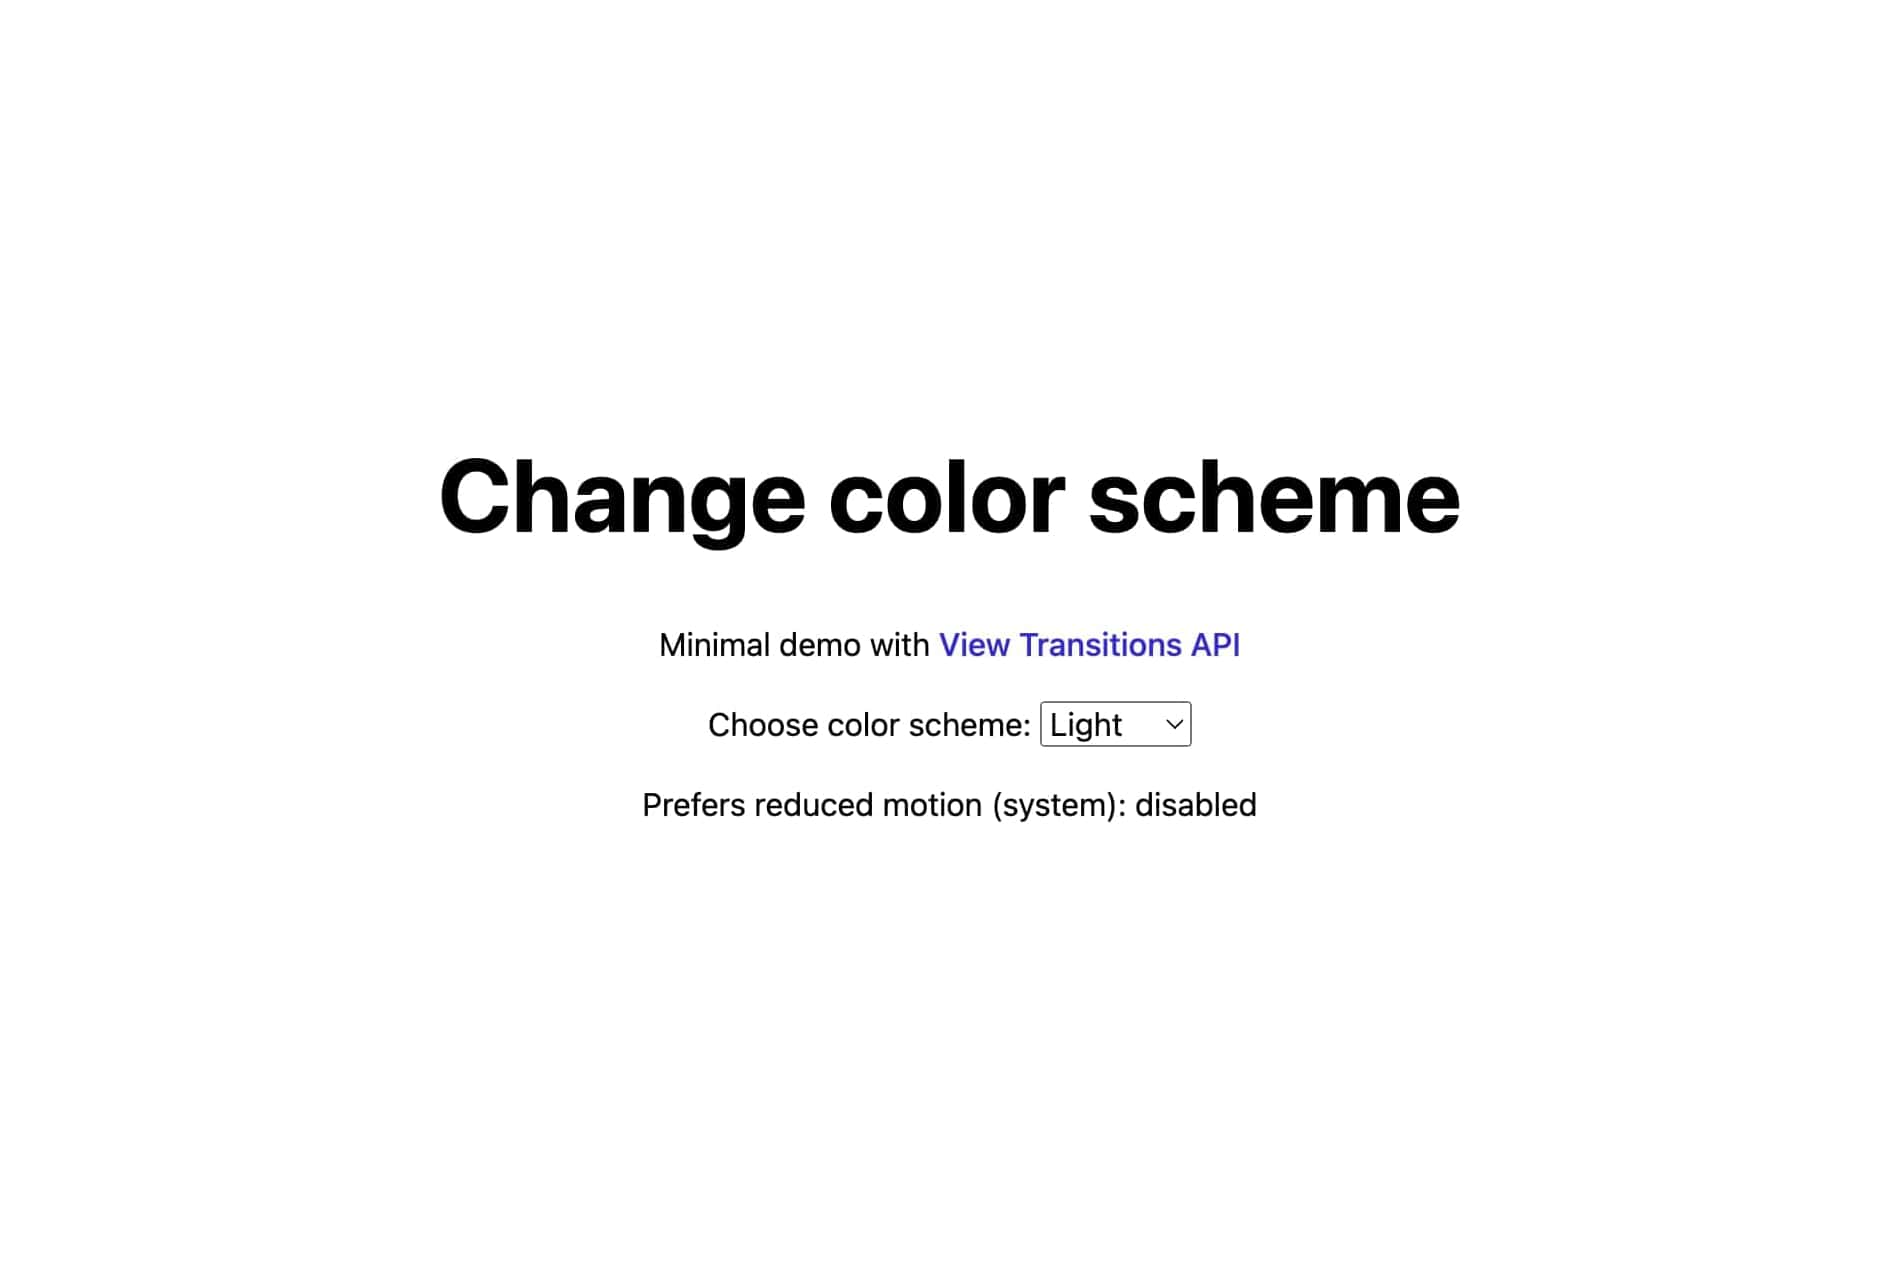 Change color scheme
Minimal demo with View Transitions API
Choose color scheme: Light
Prefers reduced motion (system): disabled